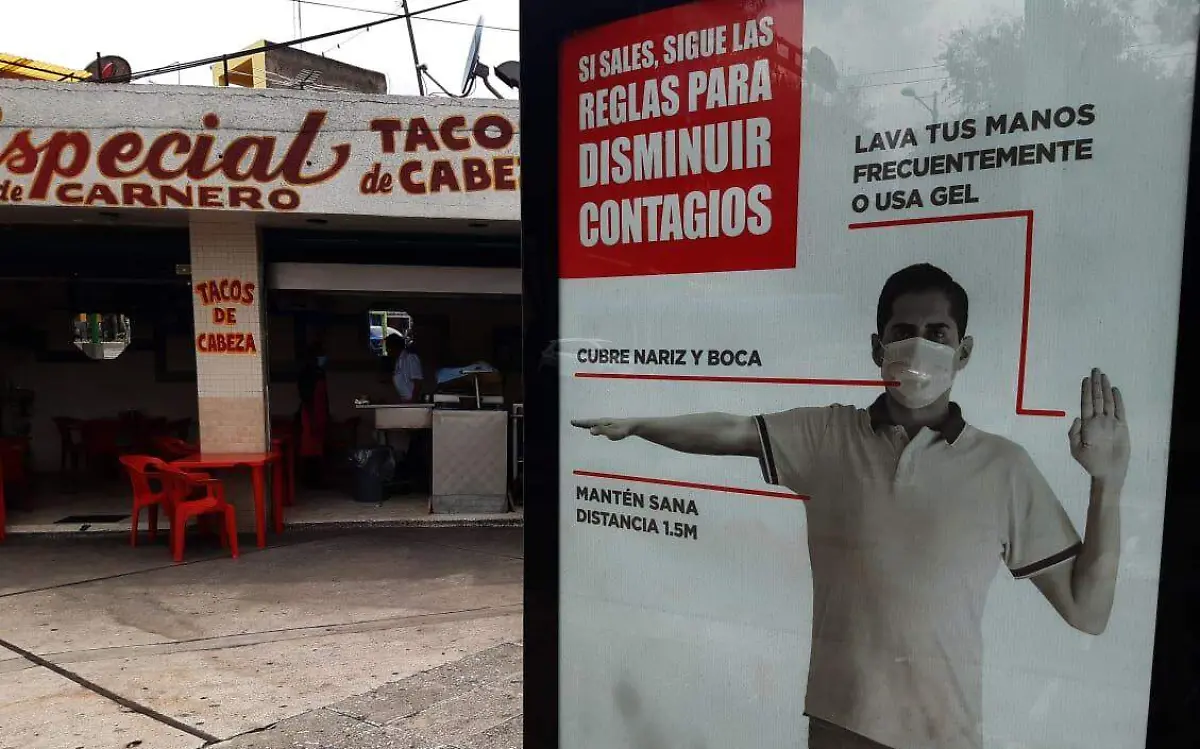 Especial
de CARNERO
TACO
de CABEZ
TACOS
DE
CABEZA
SI SALES, SIGUE LAS
REGLAS PARA
DISMINUIR
CONTAGIOS
LAVA TUS MANOS
FRECUENTEMENTE
O USA GEL
CUBRE NARIZ Y BOCA
MANTÉN SANA
DISTANCIA 1.5M